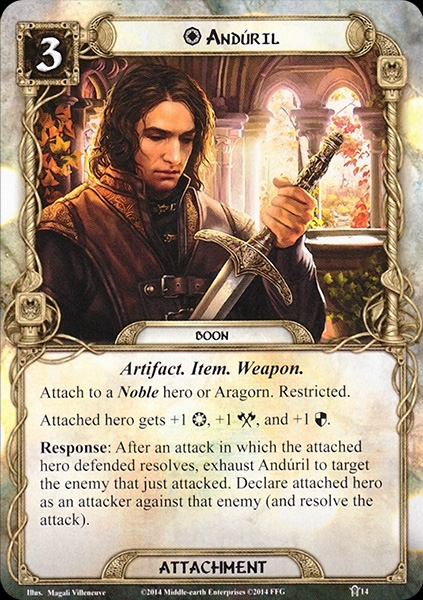 3
ANDÚRIL
BOON
Artifact. Item. Weapon.
Attach to a Noble hero or Aragorn. Restricted.
Attached hero gets +1 , +1 , and +1 .
Response: After an attack in which the attached
hero defended resolves, exhaust Andúril to target
the enemy that just attacked. Declare attached hero
as an attacker against that enemy (and resolve the
attack).
ATTACHMENT
Illus. Magali Villeneuve ©2014 Middle-earth Enterprises ©2014 FFG 14